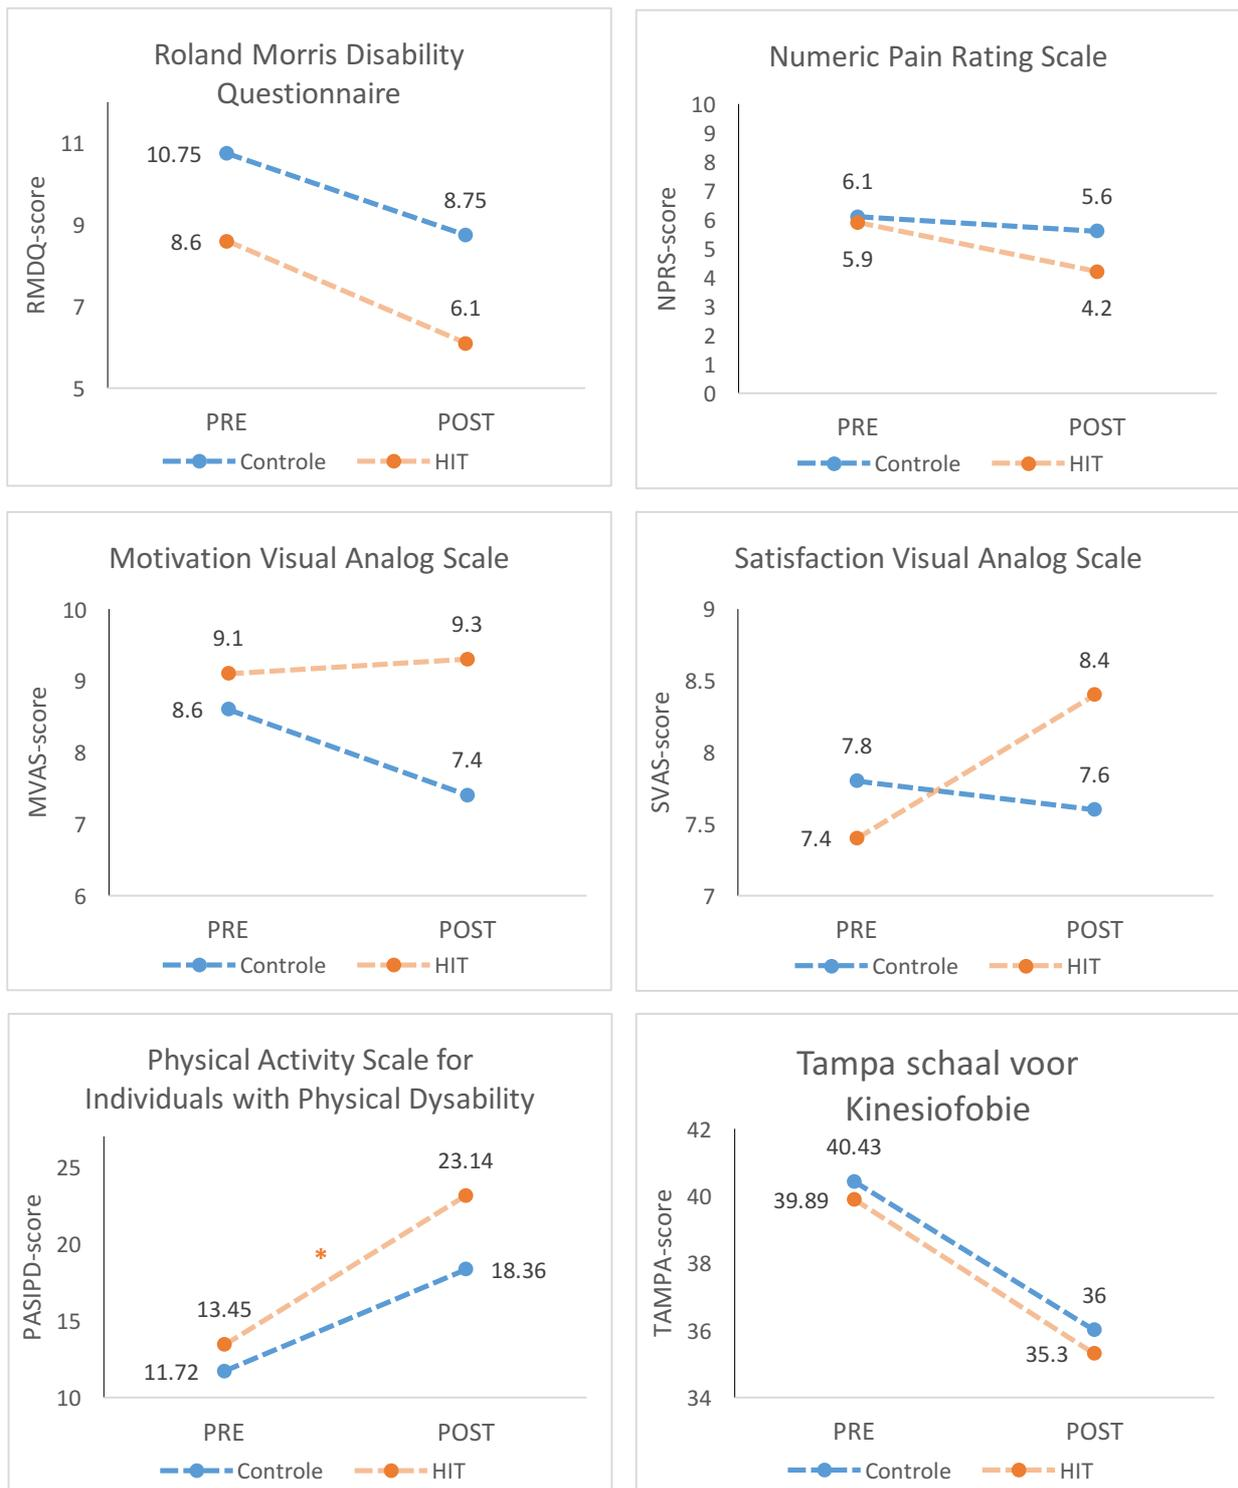 Roland Morris Disability
Questionnaire
RMDQ-score
11
9
7
5
10.75
8.75
8.6
6.1
PRE POST
Controle HIT
Numeric Pain Rating Scale
NPRS-score
10
9
8
7
6
5
4
3
2
1
0
6.1
5.6
5.9
4.2
PRE POST
Controle HIT
Motivation Visual Analog Scale
MVAS-score
10
9
8
7
6
9.1
9.3
8.6
7.4
PRE POST
Controle HIT
Satisfaction Visual Analog Scale
SVAS-score
9
8.5
8
7.5
7
8.4
7.8
7.6
7.4
PRE POST
Controle HIT
Physical Activity Scale for
Individuals with Physical Dysability
PASIPD-score
25
20
15
10
23.14
*
18.36
13.45
11.72
PRE POST
Controle HIT
Tampa schaal voor
Kinesiofobie
TAMPA-score
42
40
38
36
34
40.43
39.89
36
35.3
PRE POST
Controle HIT